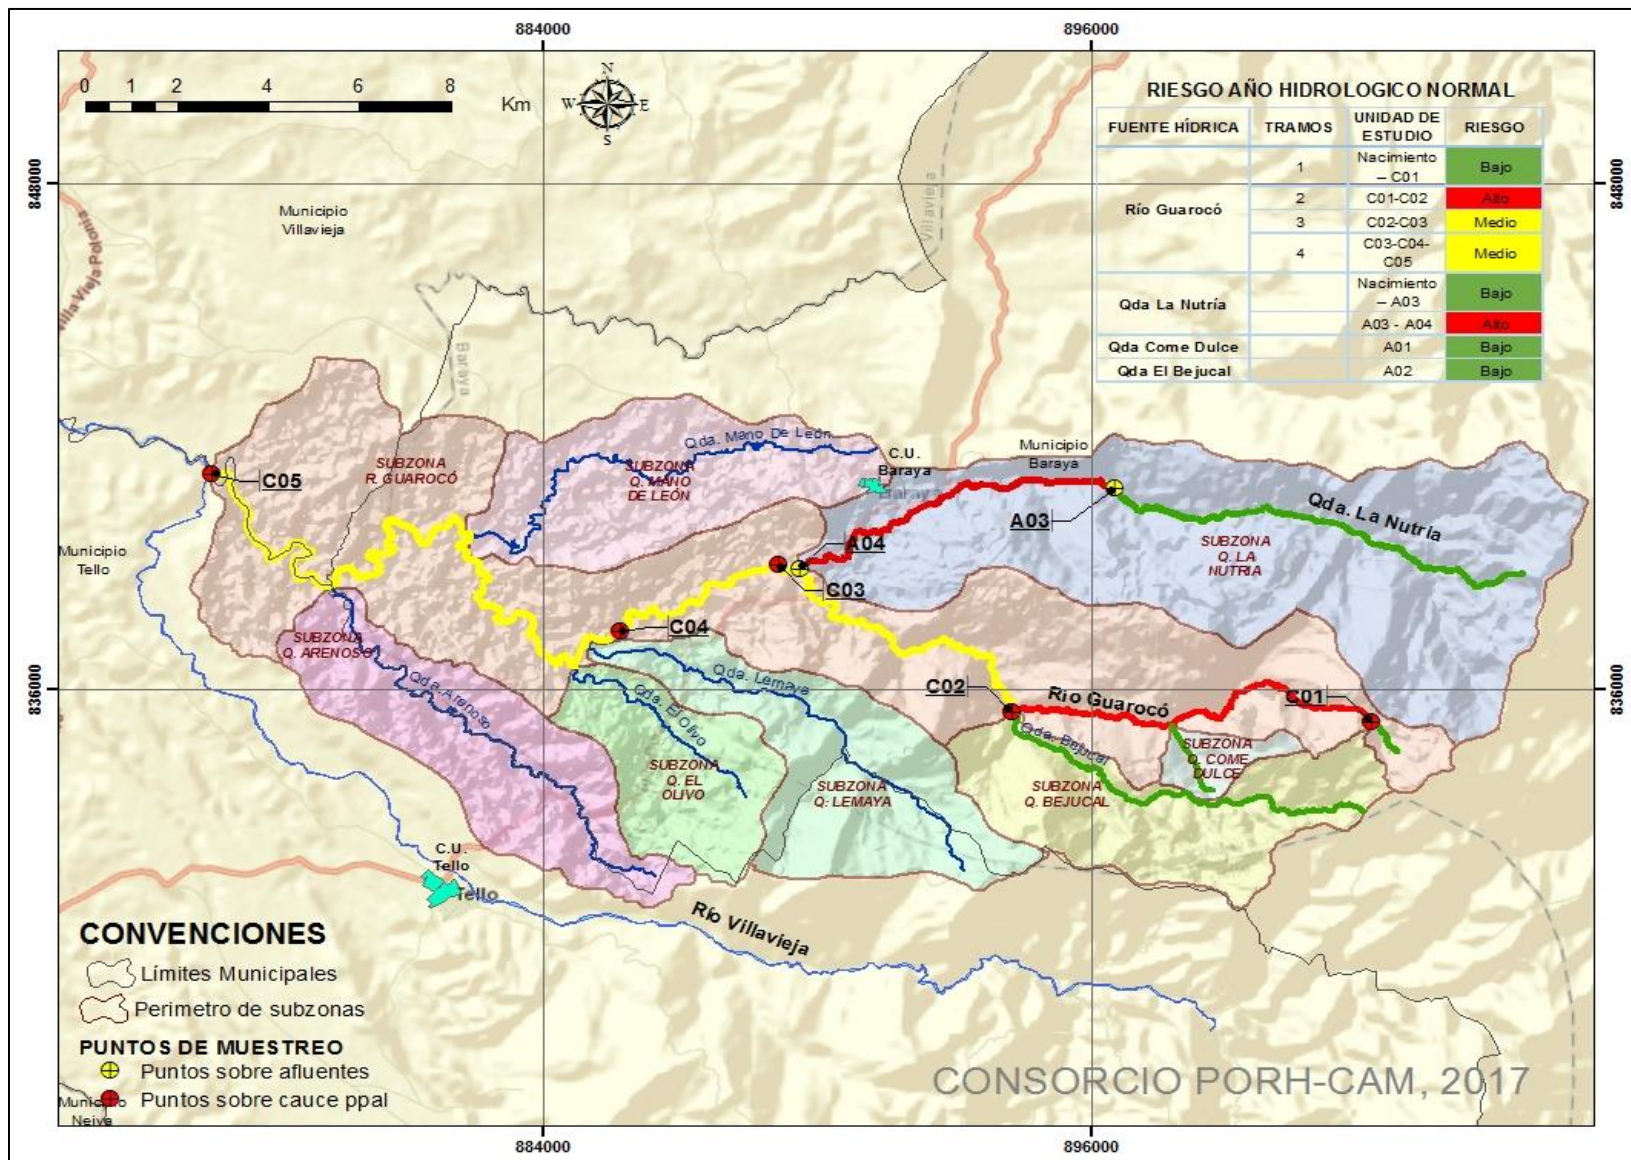 884000
896000
0 1 2 4 6 8
Km
N
W E
S
RIESGO AÑO HIDROLOGICO NORMAL
FUENTE HÍDRICA TRAMOS UNIDAD DE ESTUDIO RIESGO
Río Guarocó
1 Nacimiento – C01 Bajo
2 C01-C02 Alto
3 C02-C03 Medio
4 C03-C04-C05 Medio
Qda La Nutría
Nacimiento – A03 Bajo
A03 - A04 Alto
Qda Come Dulce A01 Bajo
Qda El Bejucal A02 Bajo
848000
848000
Villa Vieja Polonia
Municipio
Villavieja
Villavieja
Baraya
Qda. Mano De León
SUBZONA
R. GUAROCÓ
SUBZONA
Q. MANO
DE LEÓN
C.U.
Baraya
Baraya
Municipio
Baraya
C05
A03
Qda. La Nutria
SUBZONA
Q. LA
NUTRIA
A04
C03
Municipio
Tello
C04
SUBZONA
Q. ARENOSO
Qda. Arenoso
Qda. Lemaya
Qda. El Olivo
836000
836000
C02
Río Guarocó
C01
Qda. Bejucal
SUBZONA
Q. COME
DULCE
SUBZONA
Q. EL
OLIVO
SUBZONA
Q. LEMAYA
SUBZONA
Q. BEJUCAL
C.U.
Tello
Tello
Río Villavieja
CONVENCIONES
Límites Municipales
Perimetro de subzonas
PUNTOS DE MUESTREO
Puntos sobre afluentes
Puntos sobre cauce ppal
Municipio
Neiva
CONSORCIO PORH-CAM, 2017
884000
896000